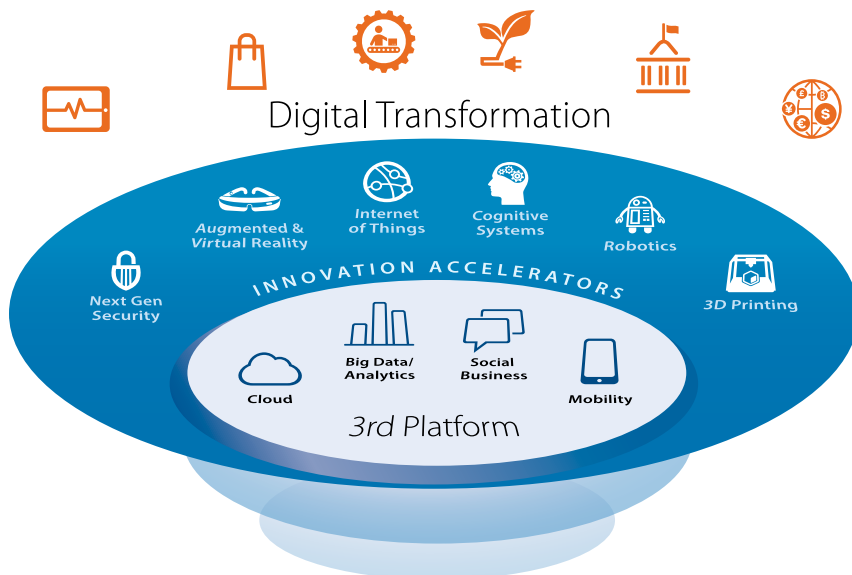 Digital Transformation
Augmented &
Virtual Reality
Internet
of Things
Cognitive
Systems
Robotics
Next Gen
Security
3D Printing
INNOVATION ACCELERATORS
Cloud
Big Data/
Analytics
Social
Business
Mobility
3rd Platform
£
B
¥
$
€